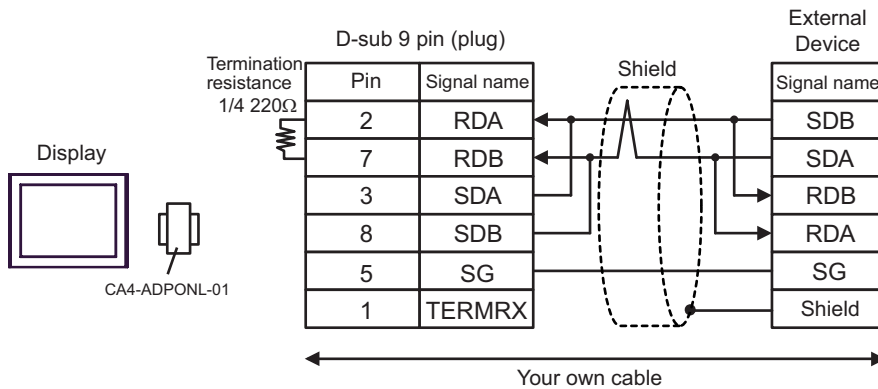 External
Device
D-sub 9 pin (plug)
Termination
resistance
1/4 220Ω
Pin
Signal name
Shield
Signal name
2
RDA
SDB
7
RDB
SDA
3
SDA
RDB
8
SDB
RDA
5
SG
SG
1
TERMRX
Shield
Display
CA4-ADPONL-01
Your own cable